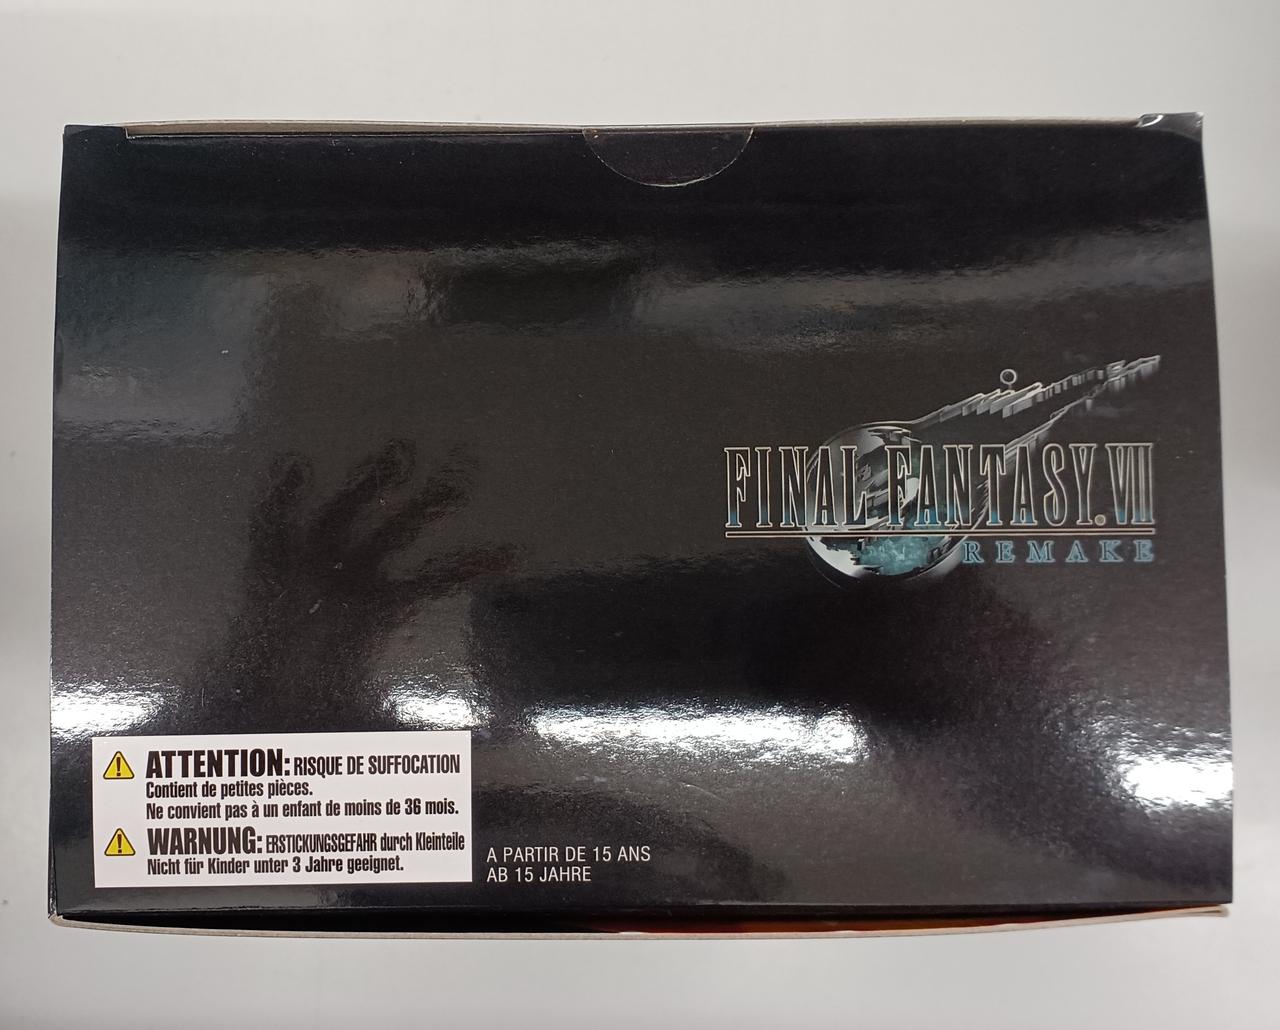 FINAL FANTASY VII
REMAKE
ATTENTION: RISQUE DE SUFFOCATION
Contient de petites pièces.
Ne convient pas à un enfant de moins de 36 mois.
WARNUNG: ERSTICKUNGSGEFAHR durch Kleinteile
Nicht für Kinder unter 3 Jahre geeignet.
A PARTIR DE 15 ANS
AB 15 JAHRE